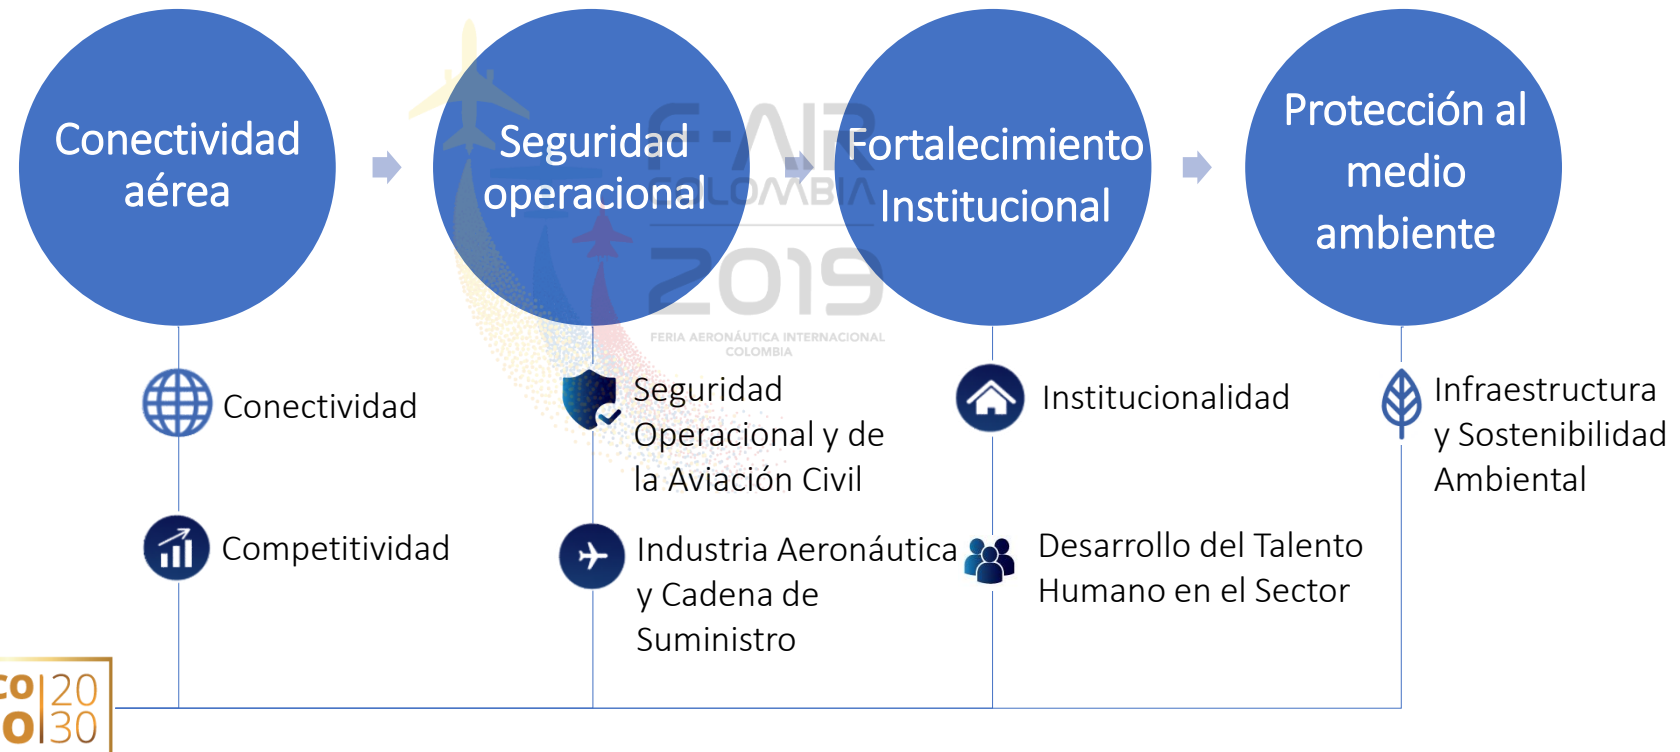 Conectividad
aérea
Seguridad
operacional
Fortalecimiento
Institucional
Protección al
medio
ambiente
F-AIR
COLOMBIA
2019
FERIA AERONÁUTICA INTERNACIONAL
COLOMBIA
Conectividad
Competitividad
Seguridad
Operacional y de
la Aviación Civil
Industria Aeronáutica
y Cadena de
Suministro
Institucionalidad
Desarrollo del Talento
Humano en el Sector
Infraestructura
y Sostenibilidad
Ambiental
20
30